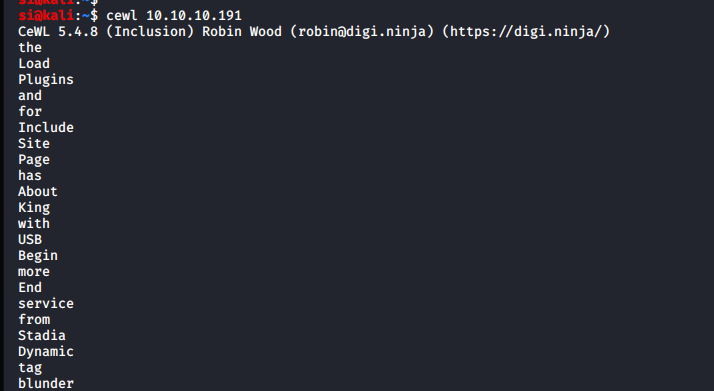 si@kali:~$
si@kali:~$ cewl 10.10.10.191
CeWL 5.4.8 (Inclusion) Robin Wood (robin@digi.ninja) (https://digi.ninja/)
the
Load
Plugins
and
for
Include
Site
Page
has
About
King
with
USB
Begin
more
End
service
from
Stadia
Dynamic
tag
blunder